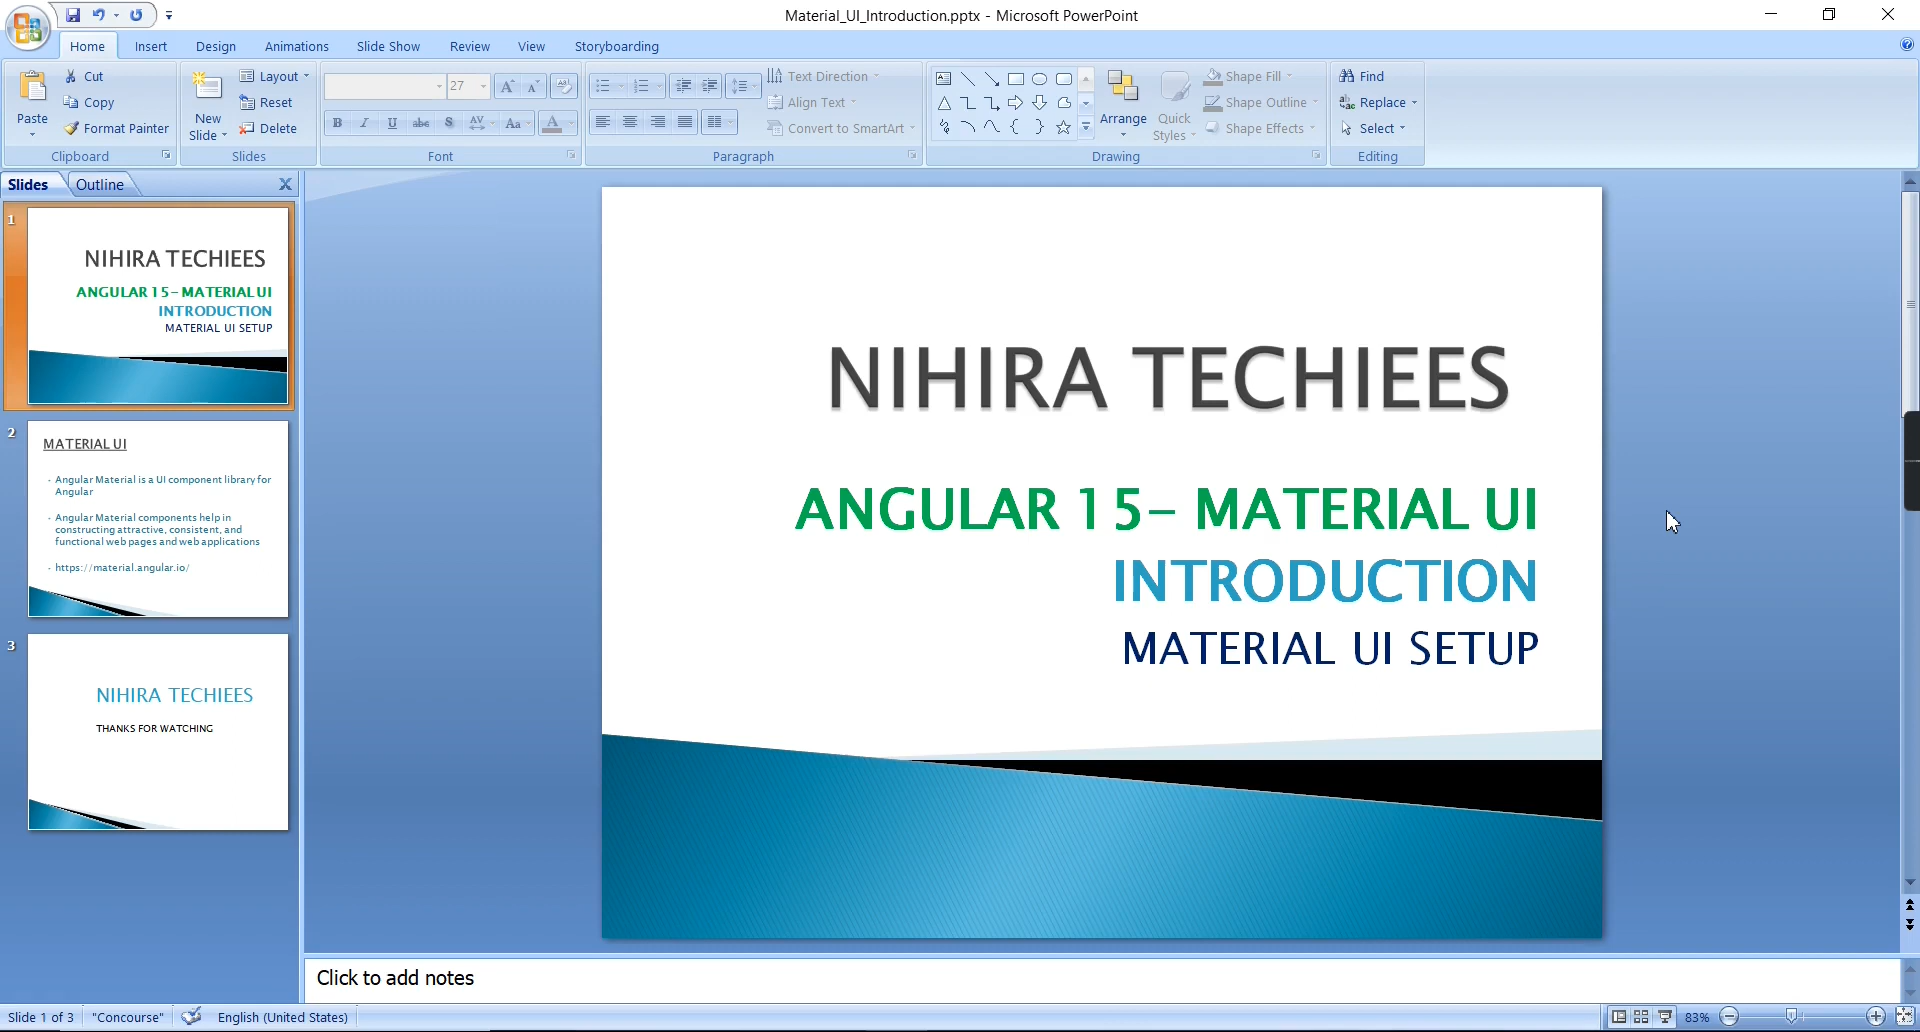 Material_UI_Introduction.pptx - Microsoft PowerPoint
Home Insert Design Animations Slide Show Review View Storyboarding
Paste
Cut
Copy
Format Painter
Clipboard
New
Slide
Layout
Reset
Delete
Slides
27
B I U abc S AV Aa A
Font
Text Direction
Align Text
Convert to SmartArt
Paragraph
Arrange
Quick
Styles
Shape Fill
Shape Outline
Shape Effects
Drawing
Find
Replace
Select
Editing
Slides Outline X
1
NIHIRA TECHIEES
ANGULAR 15- MATERIAL UI
INTRODUCTION
MATERIAL UI SETUP
2
MATERIAL UI
- Angular Material is a UI component library for
Angular
- Angular Material components help in
constructing attractive, consistent, and
functional web pages and web applications
- https://material.angular.io/
3
NIHIRA TECHIEES
THANKS FOR WATCHING
NIHIRA TECHIEES
ANGULAR 15- MATERIAL UI
INTRODUCTION
MATERIAL UI SETUP
Click to add notes
Slide 1 of 3 "Concourse" English (United States) 83%